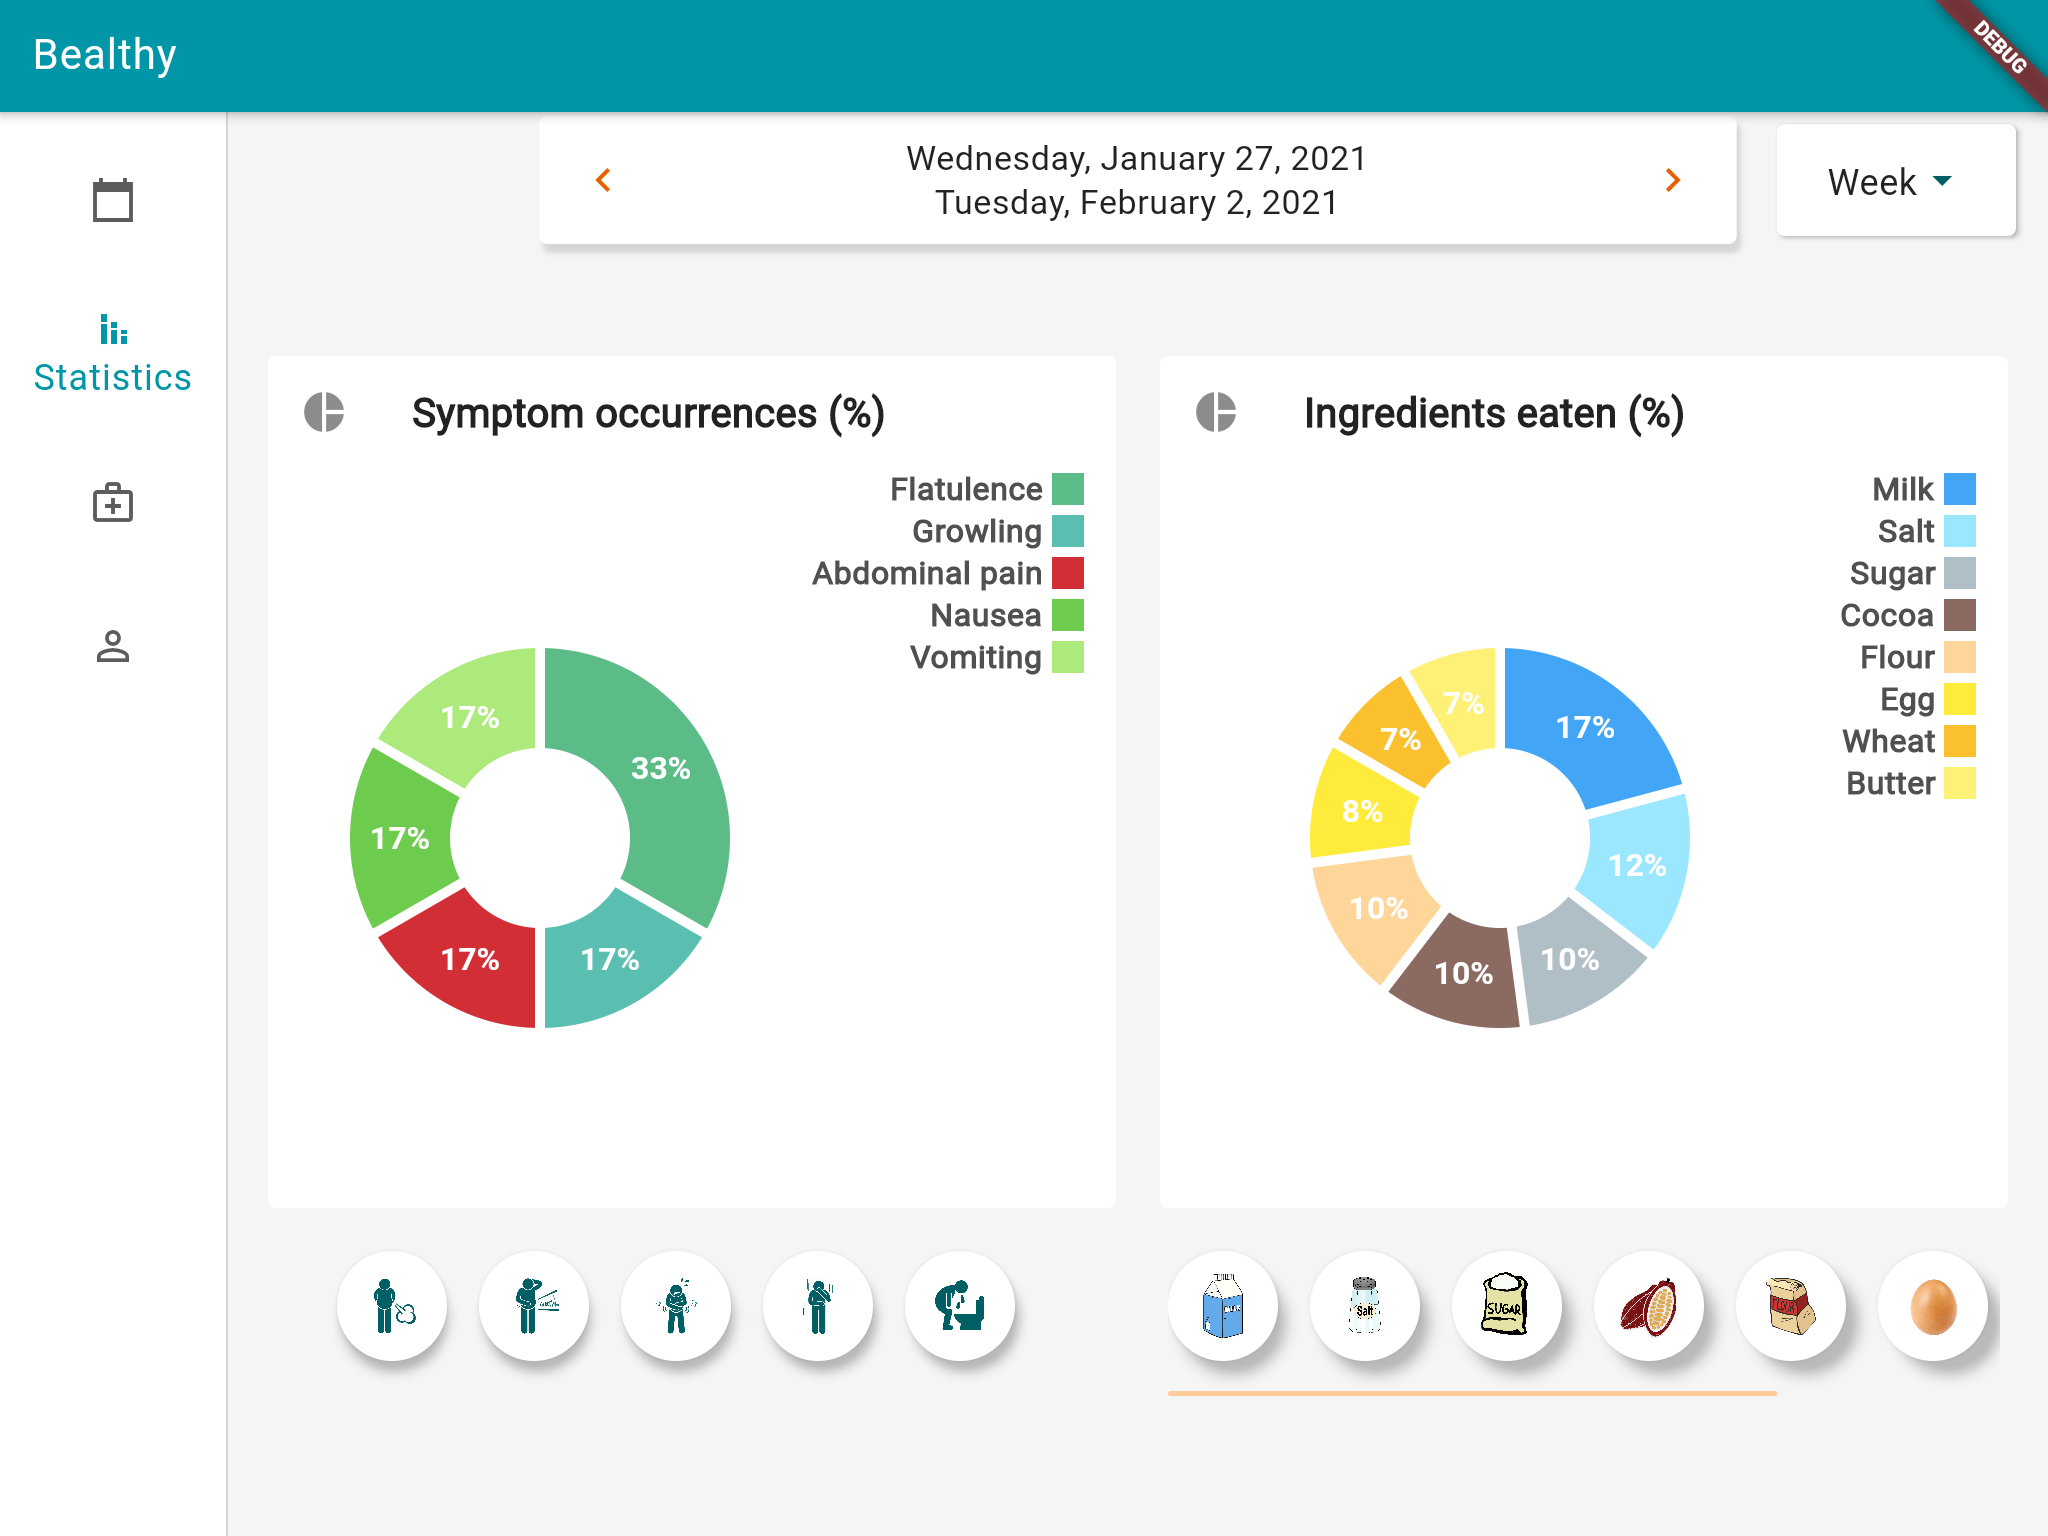 Bealthy
DEBUG
Wednesday, January 27, 2021
Tuesday, February 2, 2021
Week
Statistics
Symptom occurrences (%)
Flatulence
Growling
Abdominal pain
Nausea
Vomiting
17%
33%
17%
17%
17%
Ingredients eaten (%)
Milk
Salt
Sugar
Cocoa
Flour
Egg
Wheat
Butter
7%
17%
7%
8%
12%
10%
10%
10%
Salt
SUGAR